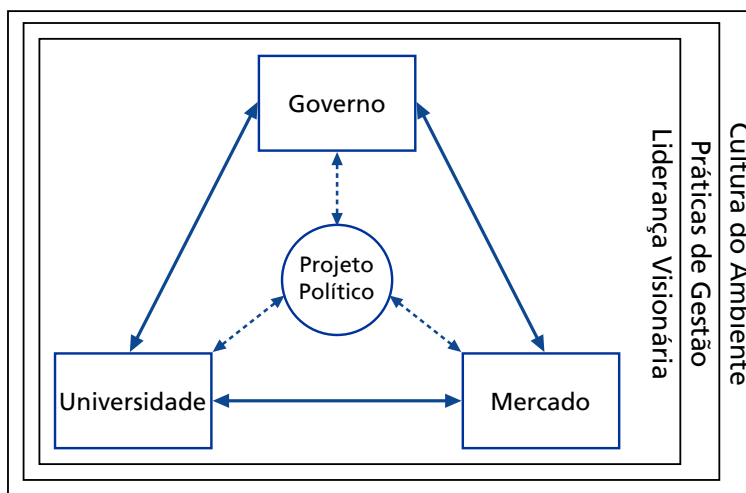 Governo
Projeto
Político
Universidade
Mercado
Liderança Visionária
Práticas de Gestão
Cultura do Ambiente